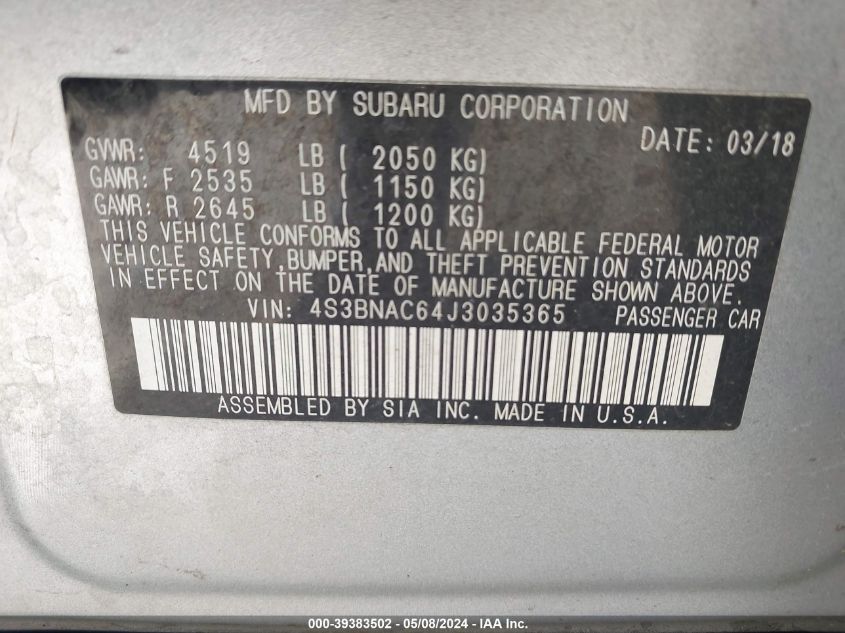 MFD BY SUBARU CORPORATION
DATE: 03/18
GVWR: 4519 LB ( 2050 KG)
GAWR: F 2535 LB ( 1150 KG)
GAWR: R 2645 LB ( 1200 KG)
THIS VEHICLE CONFORMS TO ALL APPLICABLE FEDERAL MOTOR
VEHICLE SAFETY,BUMPER,AND THEFT PREVENTION STANDARDS
IN EFFECT ON THE DATE OF MANUFACTURE SHOWN ABOVE.
VIN: 4S3BNAC64J3035365 PASSENGER CAR
ASSEMBLED BY SIA INC. MADE IN U.S.A.
000-39383502 - 05/08/2024 - IAA Inc.